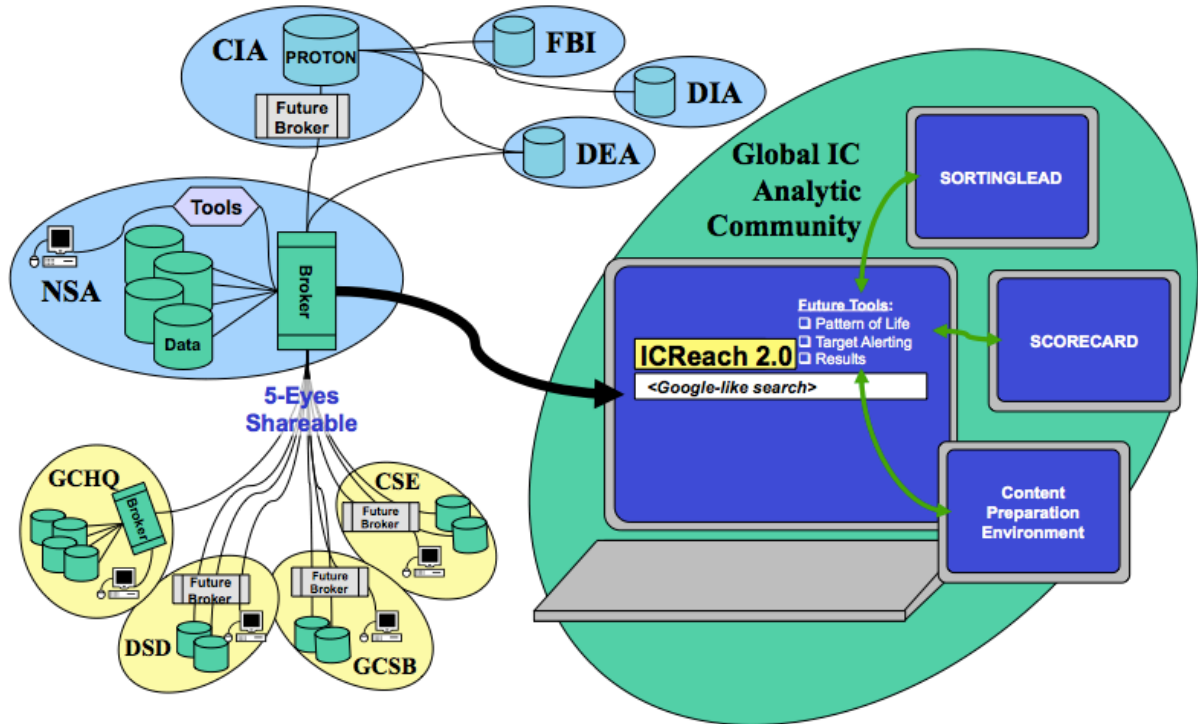 CIA
PROTON
Future
Broker
FBI
DIA
DEA
NSA
Tools
Data
Broker
5-Eyes
Shareable
GCHQ
Broker
DSD
Future
Broker
GCSB
Future
Broker
CSE
Future
Broker
Global IC
Analytic
Community
SORTINGLEAD
SCORECARD
Content
Preparation
Environment
Future Tools:
❑ Pattern of Life
❑ Target Alerting
❑ Results
ICReach 2.0
<Google-like search>